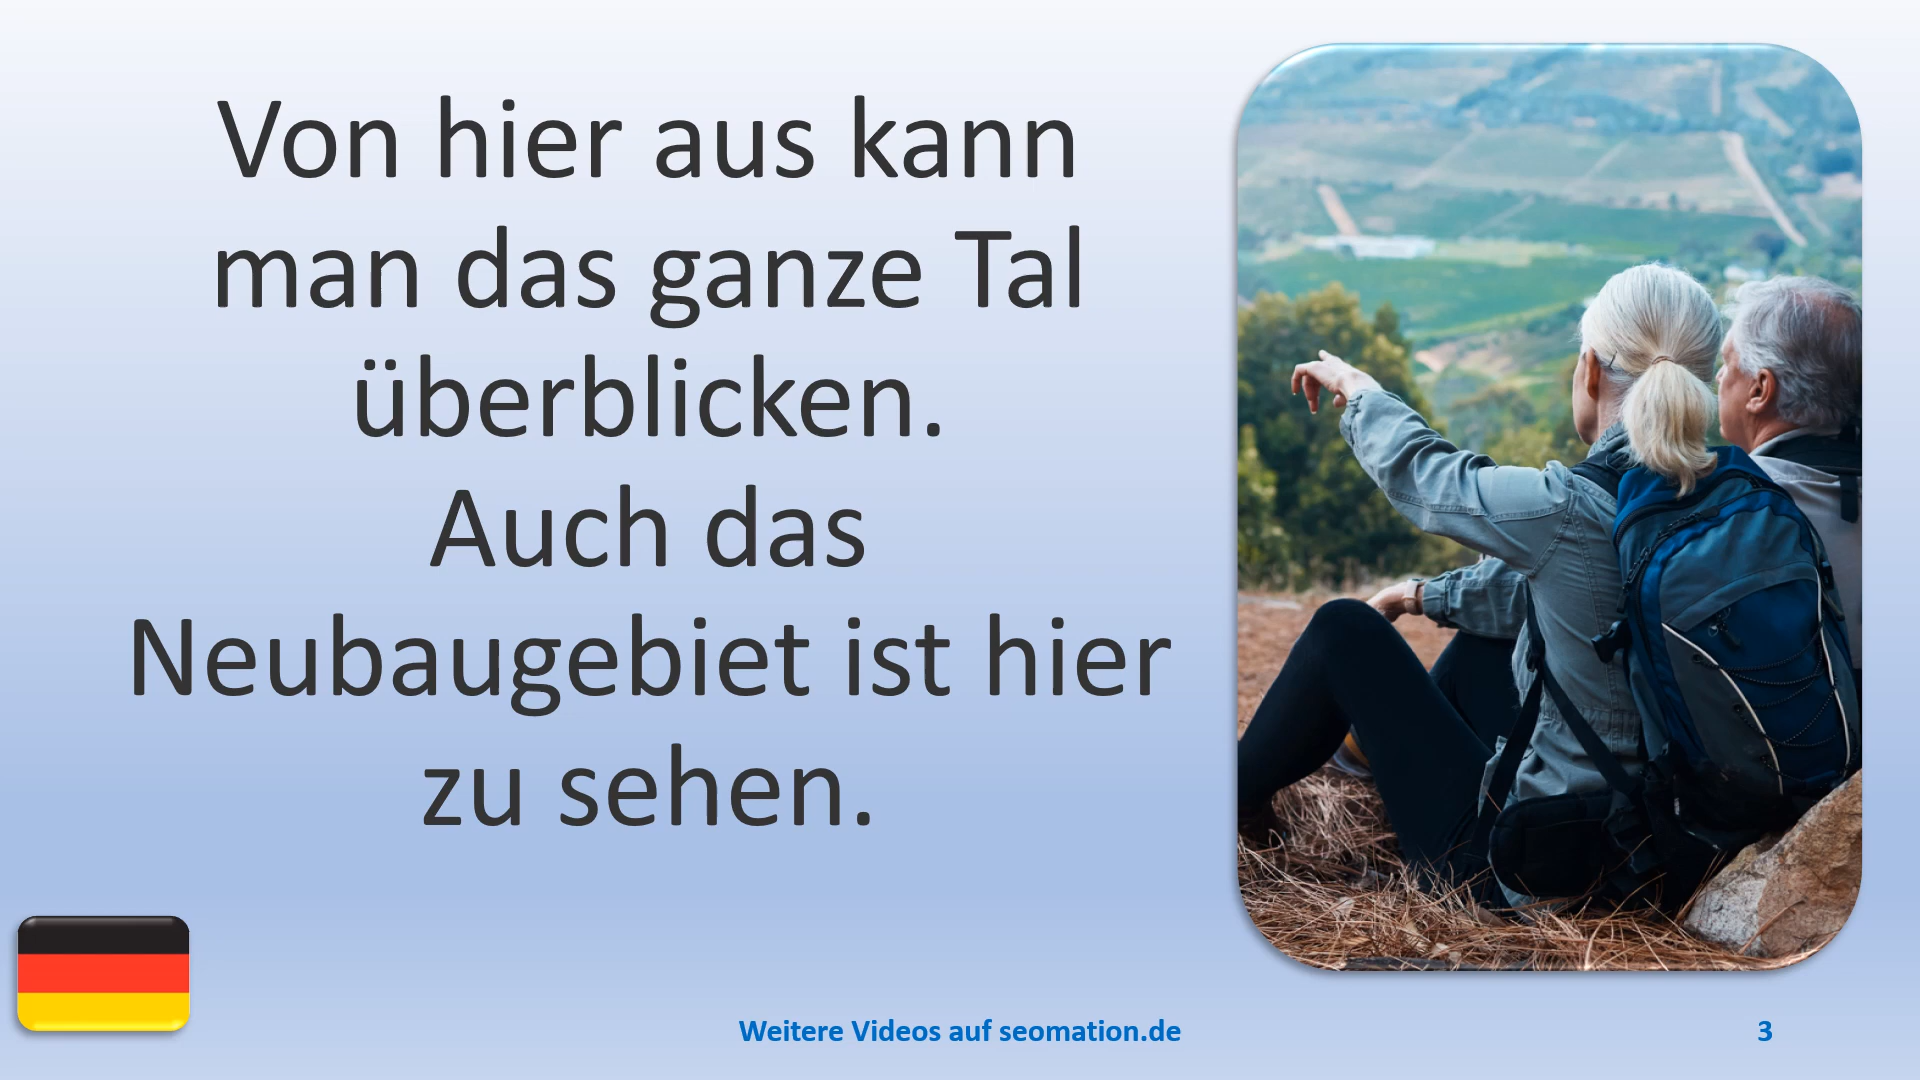 Von hier aus kann
man das ganze Tal
überblicken.
Auch das
Neubaugebiet ist hier
zu sehen.
Weitere Videos auf seomation.de
3